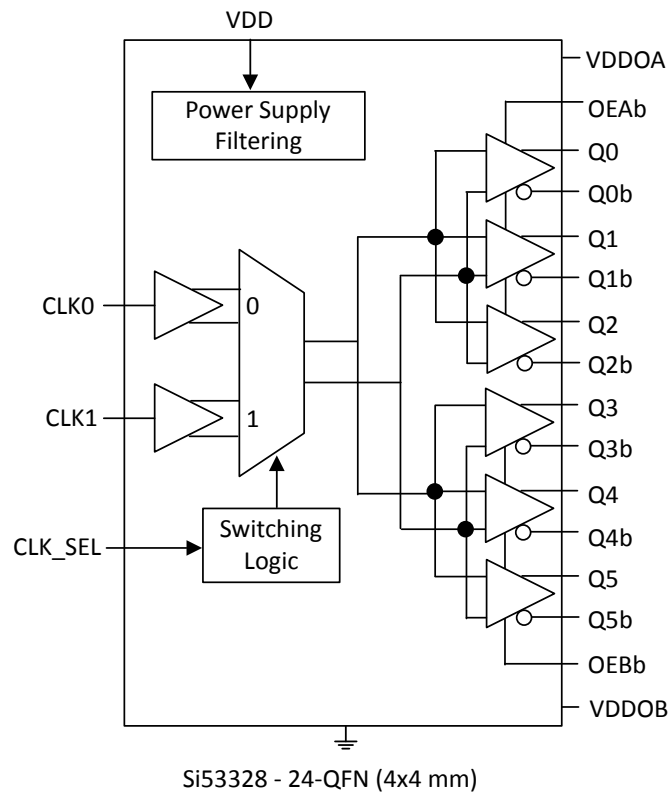 VDD
VDDOA
Power Supply
Filtering
OEAb
Q0
Q0b
Q1
Q1b
CLK0
0
Q2
Q2b
CLK1
1
Q3
Q3b
Q4
Q4b
CLK_SEL
Switching
Logic
Q5
Q5b
OEBb
VDDOB
Si53328 - 24-QFN (4x4 mm)